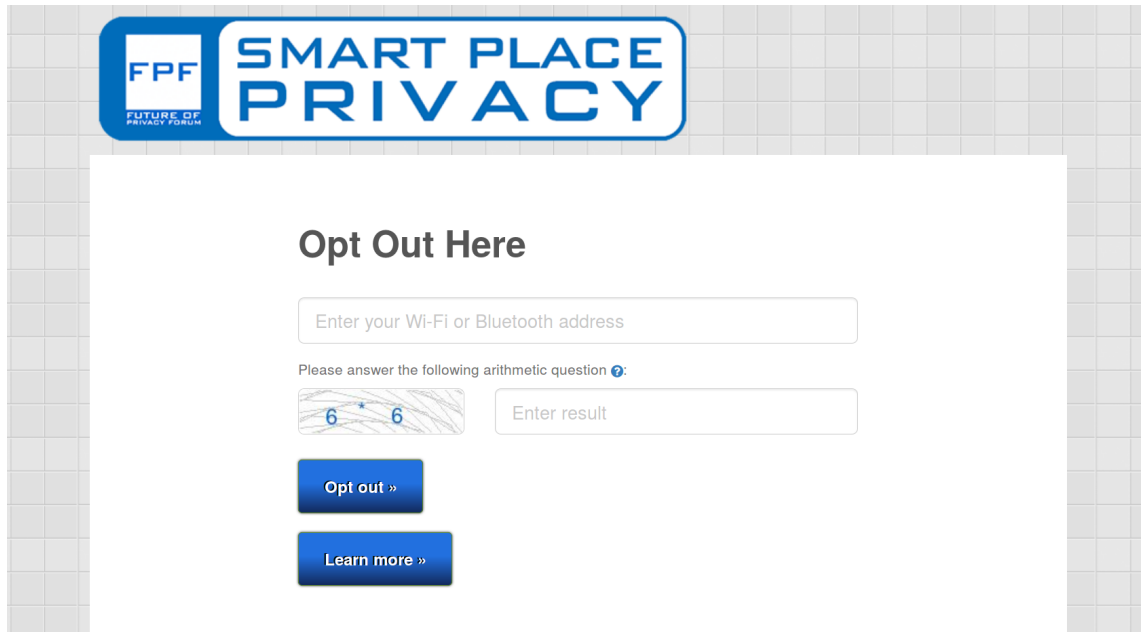 FPF
FUTURE OF
PRIVACY FORUM
SMART PLACE
PRIVACY
Opt Out Here
Enter your Wi-Fi or Bluetooth address
Please answer the following arithmetic question ?:
6 * 6
Enter result
Opt out »
Learn more »